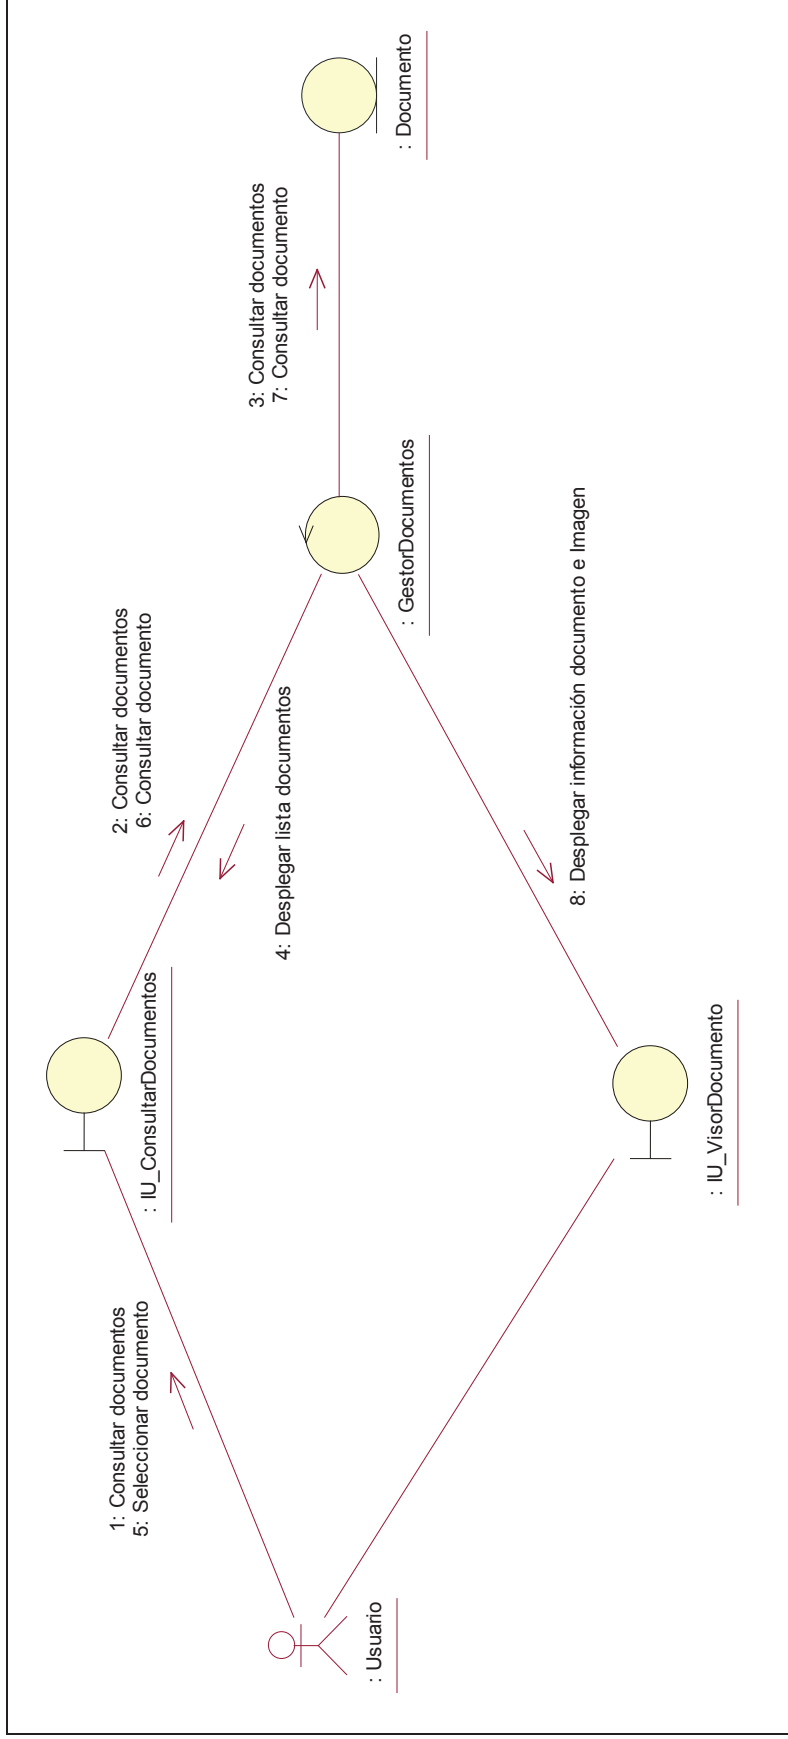 : Usuario
1: Consultar documentos
5: Seleccionar documento
: IU_ConsultarDocumentos
2: Consultar documentos
6: Consultar documento
4: Desplegar lista documentos
: GestorDocumentos
3: Consultar documentos
7: Consultar documento
: Documento
8: Desplegar información documento e Imagen
: IU_VisorDocumento